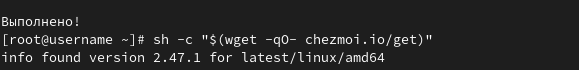 Выполнено!
[root@username ~]# sh -c "$(wget -qO- chezmoi.io/get)"
info found version 2.47.1 for latest/linux/amd64